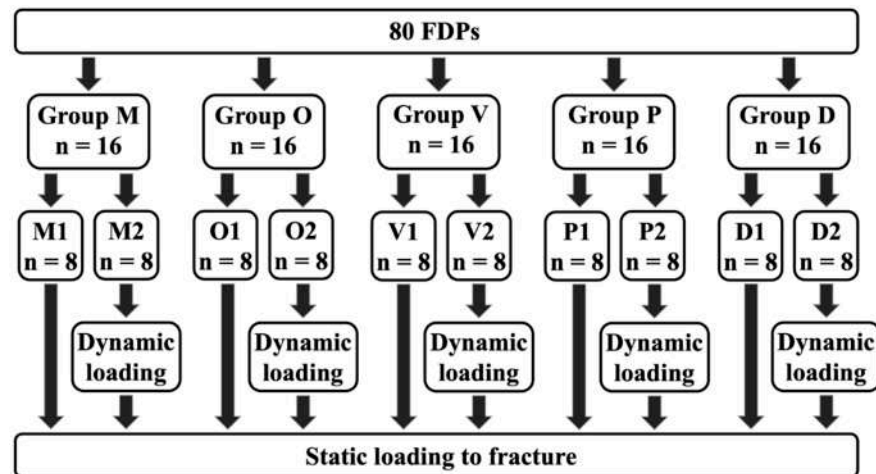 80 FDPs
Group M
n = 16
Group O
n = 16
Group V
n = 16
Group P
n = 16
Group D
n = 16
M1
n = 8
M2
n = 8
O1
n = 8
O2
n = 8
V1
n = 8
V2
n = 8
P1
n = 8
P2
n = 8
D1
n = 8
D2
n = 8
Dynamic
loading
Dynamic
loading
Dynamic
loading
Dynamic
loading
Dynamic
loading
Static loading to fracture